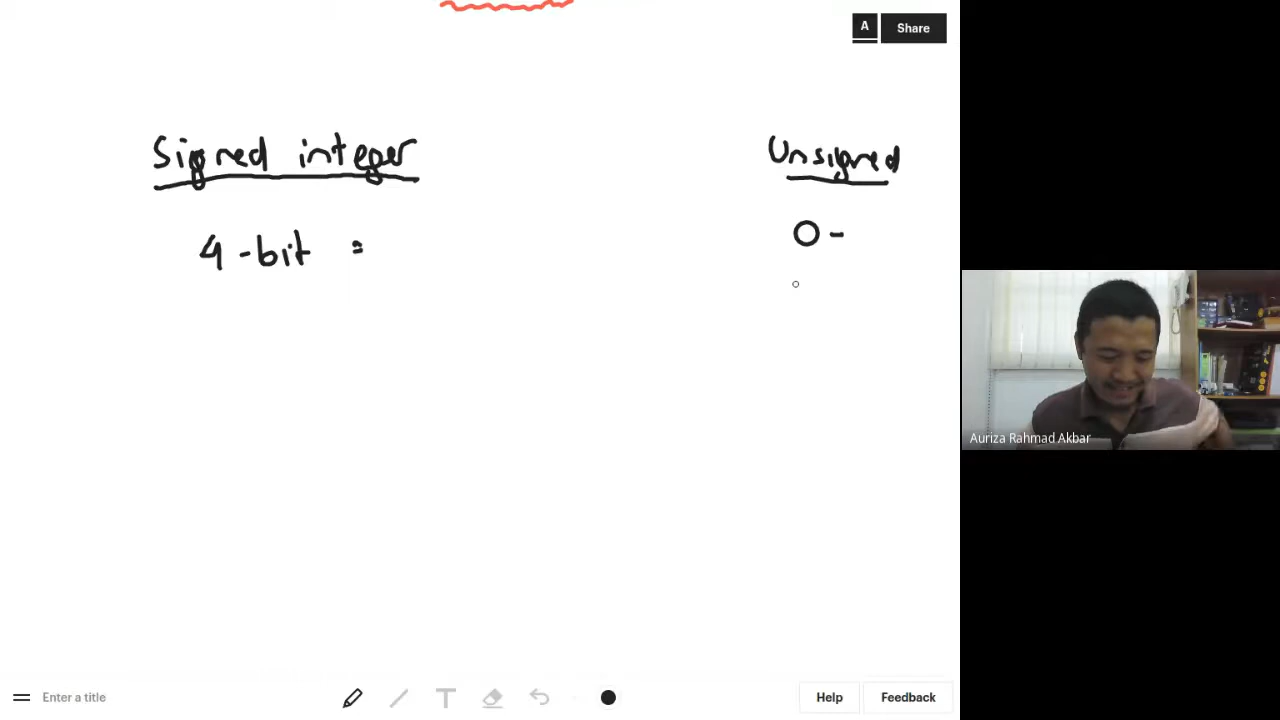 A Share
Signed integer
Unsigned
4-bit =
0 -
Auriza Rahmad Akbar
Enter a title
T
Help Feedback